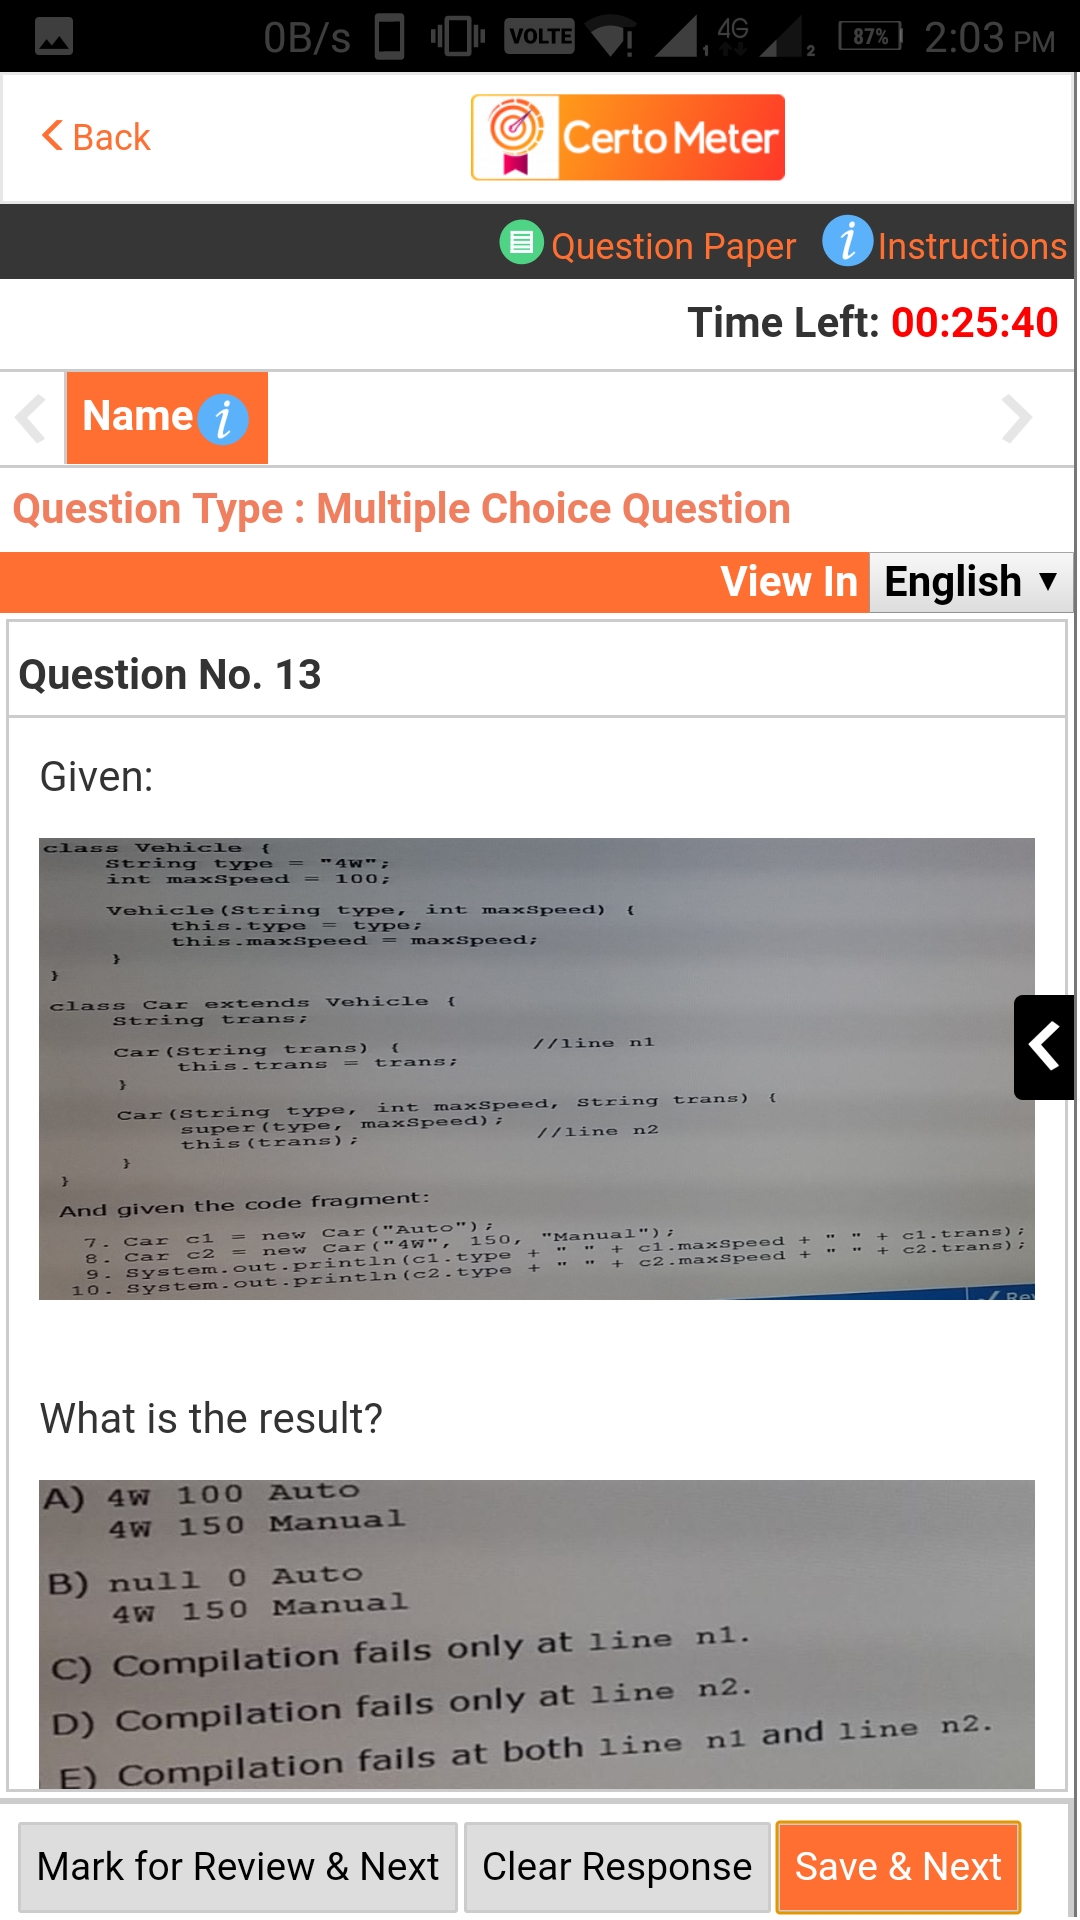 0B/s VOLTE 1 4G 2 87% 2:03 PM
Back
Certo Meter
Question Paper i Instructions
Time Left: 00:25:40
Name i
Question Type : Multiple Choice Question
View In English
Question No. 13
Given:
class Vehicle {
String type = "4W";
int maxSpeed = 100;
Vehicle(String type, int maxSpeed) {
this.type = type;
this.maxSpeed = maxSpeed;
}
}
class Car extends Vehicle {
String trans;
Car(String trans) { //line n1
this.trans = trans;
}
Car(String type, int maxSpeed, String trans) {
super(type, maxSpeed);
this(trans); //line n2
}
}
And given the code fragment:
7. Car c1 = new Car("Auto");
8. Car c2 = new Car("4W", 150, "Manual");
9. System.out.println(c1.type + " " + c1.maxSpeed + " " + c1.trans);
10. System.out.println(c2.type + " " + c2.maxSpeed + " " + c2.trans);
What is the result?
A) 4W 100 Auto
4W 150 Manual
B) null 0 Auto
4W 150 Manual
C) Compilation fails only at line n1.
D) Compilation fails only at line n2.
E) Compilation fails at both line n1 and line n2.
Mark for Review & Next Clear Response Save & Next